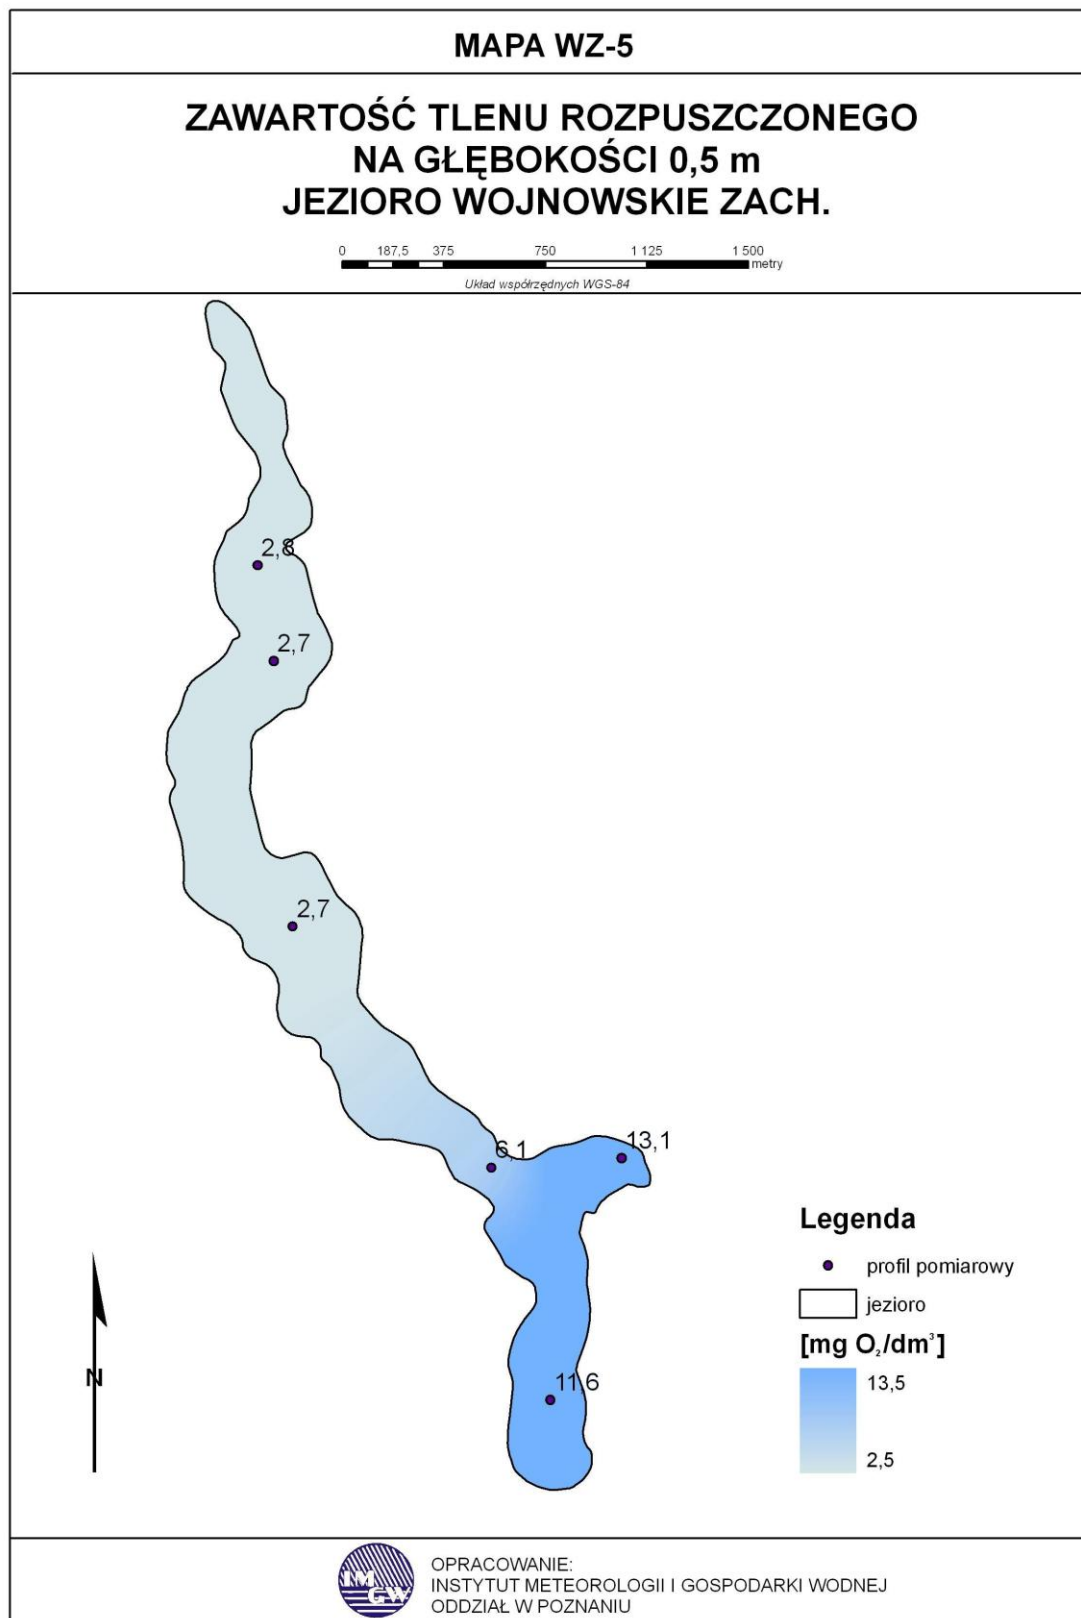 MAPA WZ-5
ZAWARTOŚĆ TLENU ROZPUSZCZONEGO
NA GŁĘBOKOŚCI 0,5 m
JEZIORO WOJNOWSKIE ZACH.
0 187,5 375 750 1 125 1 500
metry
Układ współrzędnych WGS-84
2,8
2,7
2,7
6,1
13,1
11,6
N
Legenda
profil pomiarowy
jezioro
[mg O₂/dm³]
13,5
2,5
IM
GW
OPRACOWANIE:
INSTYTUT METEOROLOGII I GOSPODARKI WODNEJ
ODDZIAŁ W POZNANIU